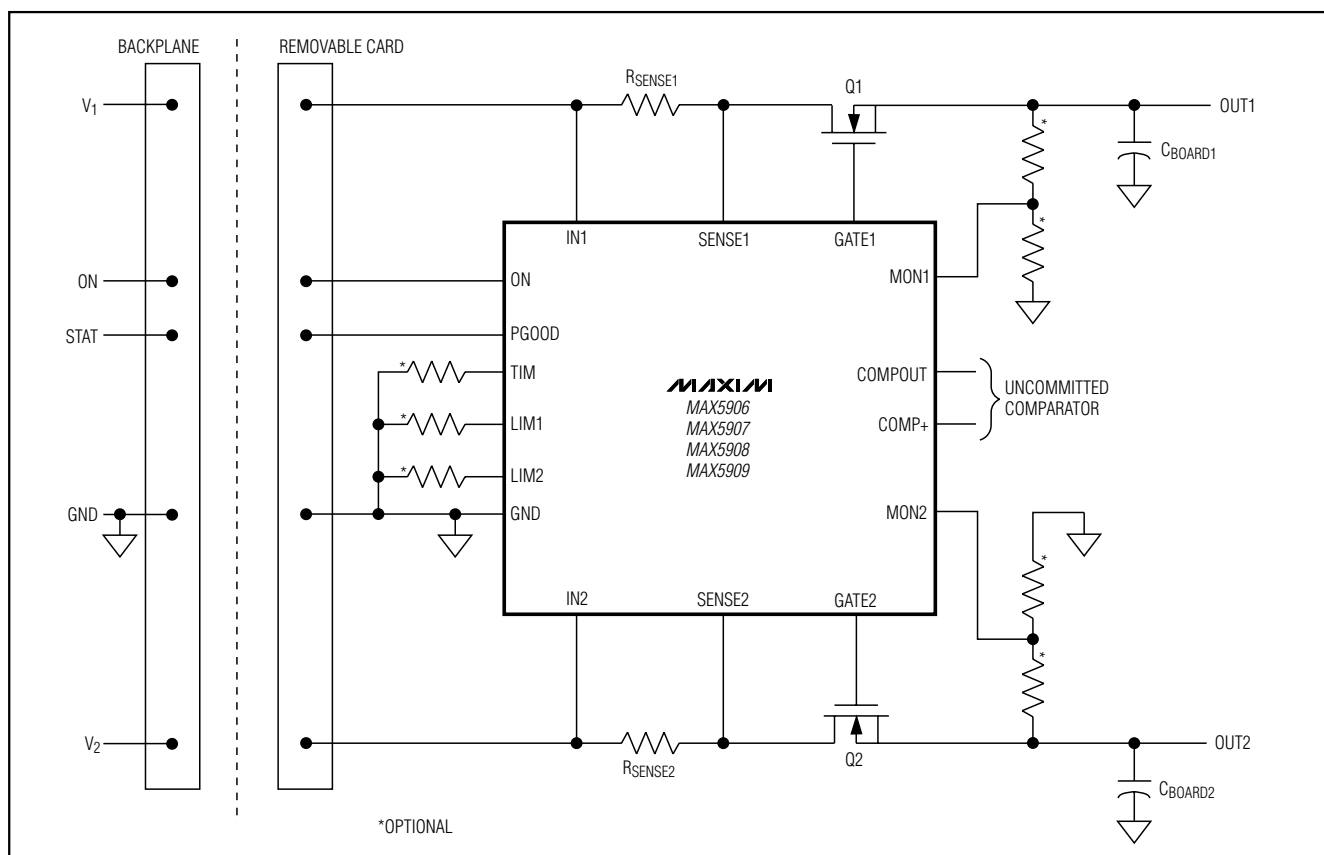 BACKPLANE
REMOVABLE CARD
V1
RSENSE1
Q1
OUT1
*
CBOARD1
*
IN1
SENSE1
GATE1
MON1
ON
ON
STAT
PGOOD
*
TIM
COMPOUT
MAXIM
MAX5906
MAX5907
MAX5908
MAX5909
UNCOMMITTED
COMPARATOR
*
LIM1
COMP+
*
LIM2
GND
GND
MON2
*
IN2
SENSE2
GATE2
*
V2
RSENSE2
Q2
OUT2
CBOARD2
*OPTIONAL